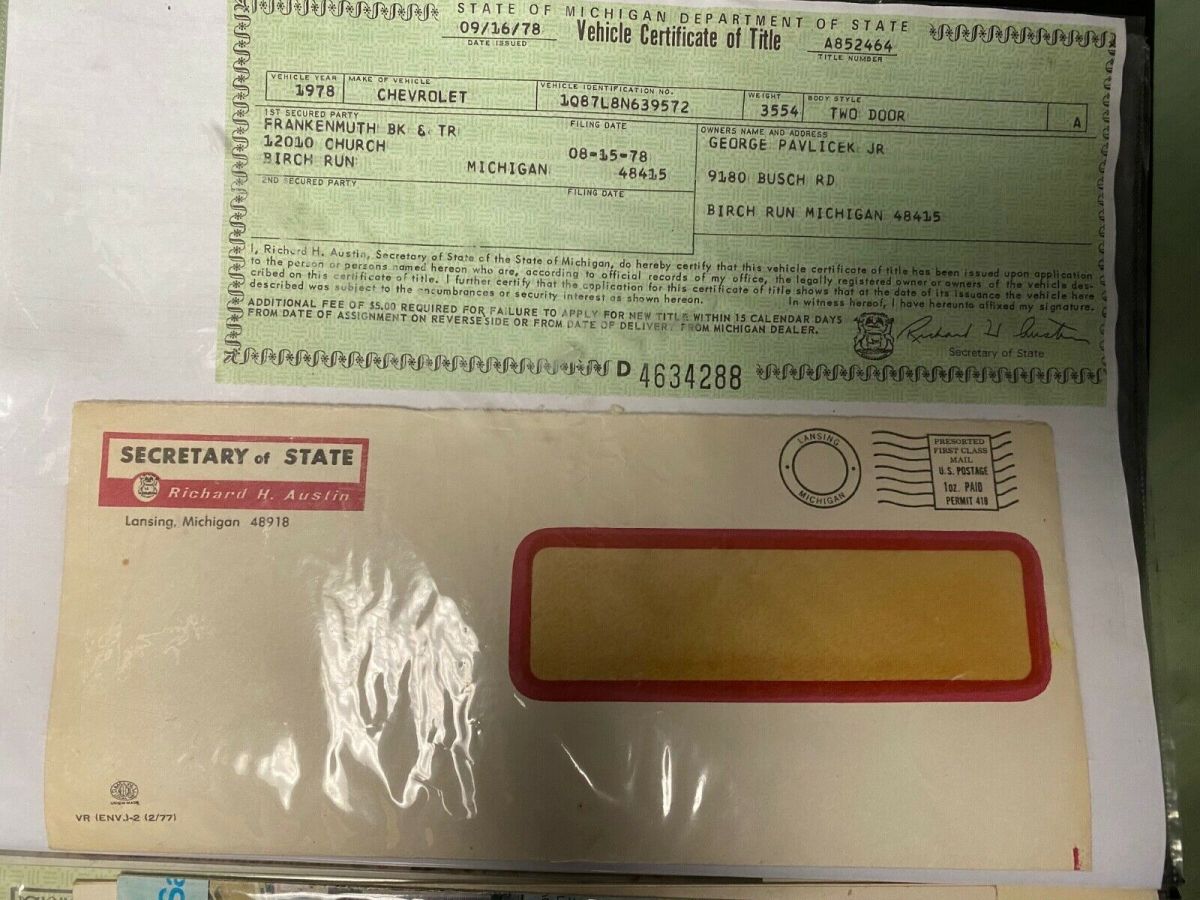 STATE OF MICHIGAN DEPARTMENT OF STATE
09/16/78
DATE ISSUED
Vehicle Certificate of Title
A852464
TITLE NUMBER
VEHICLE YEAR
1978
MAKE OF VEHICLE
CHEVROLET
VEHICLE IDENTIFICATION NO.
1Q87L8N639572
WEIGHT
3554
BODY STYLE
TWO DOOR
A
1ST SECURED PARTY
FILING DATE
FRANKENMUTH BK & TR
12010 CHURCH
08-15-78
BIRCH RUN MICHIGAN 48415
2ND SECURED PARTY
FILING DATE
OWNERS NAME AND ADDRESS
GEORGE PAVLICEK JR
9180 BUSCH RD
BIRCH RUN MICHIGAN 48415
I, Richard H. Austin, Secretary of State of the State of Michigan, do hereby certify that this vehicle certificate of title has been issued upon application
to the person or persons named hereon who are, according to official records of my office, the legally registered owner or owners of the vehicle des-
cribed on this certificate of title. I further certify that the application for this certificate of title shows that at the date of its issuance the vehicle here
described was subject to the encumbrances or security interest as shown hereon. In witness hereof, I have hereunto affixed my signature.
ADDITIONAL FEE OF $5.00 REQUIRED FOR FAILURE TO APPLY FOR NEW TITLE WITHIN 15 CALENDAR DAYS
FROM DATE OF ASSIGNMENT ON REVERSE SIDE OR FROM DATE OF DELIVERY FROM MICHIGAN DEALER.
Richard H Austin
Secretary of State
D 4634288
SECRETARY of STATE
Richard H. Austin
Lansing, Michigan 48918
LANSING
MICHIGAN
PRESORTED
FIRST CLASS
MAIL
U.S. POSTAGE
1oz. PAID
PERMIT 418
UNION MADE
VR (ENV.)-2 (2/77)